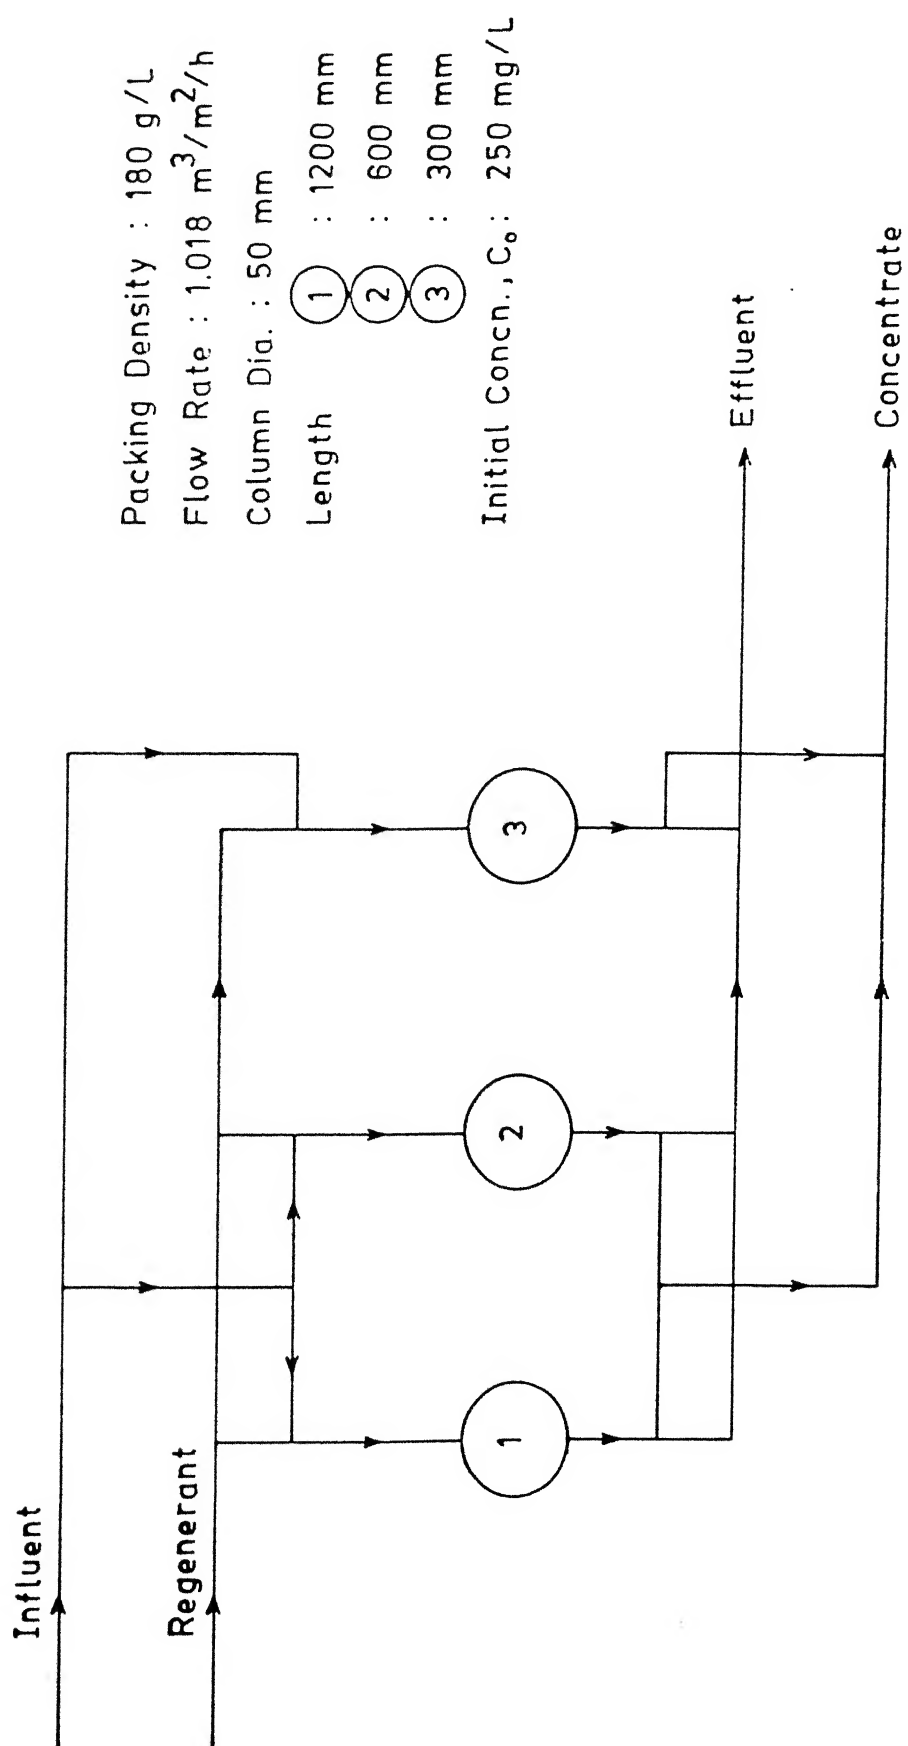 Packing Density : 180 g/L
Flow Rate : 1.018 m³/m²/h
Column Dia. : 50 mm
Length 1 : 1200 mm
2 : 600 mm
3 : 300 mm
Initial Concn., C₀ : 250 mg/L
Influent
Regenerant
1
2
3
Effluent
Concentrate